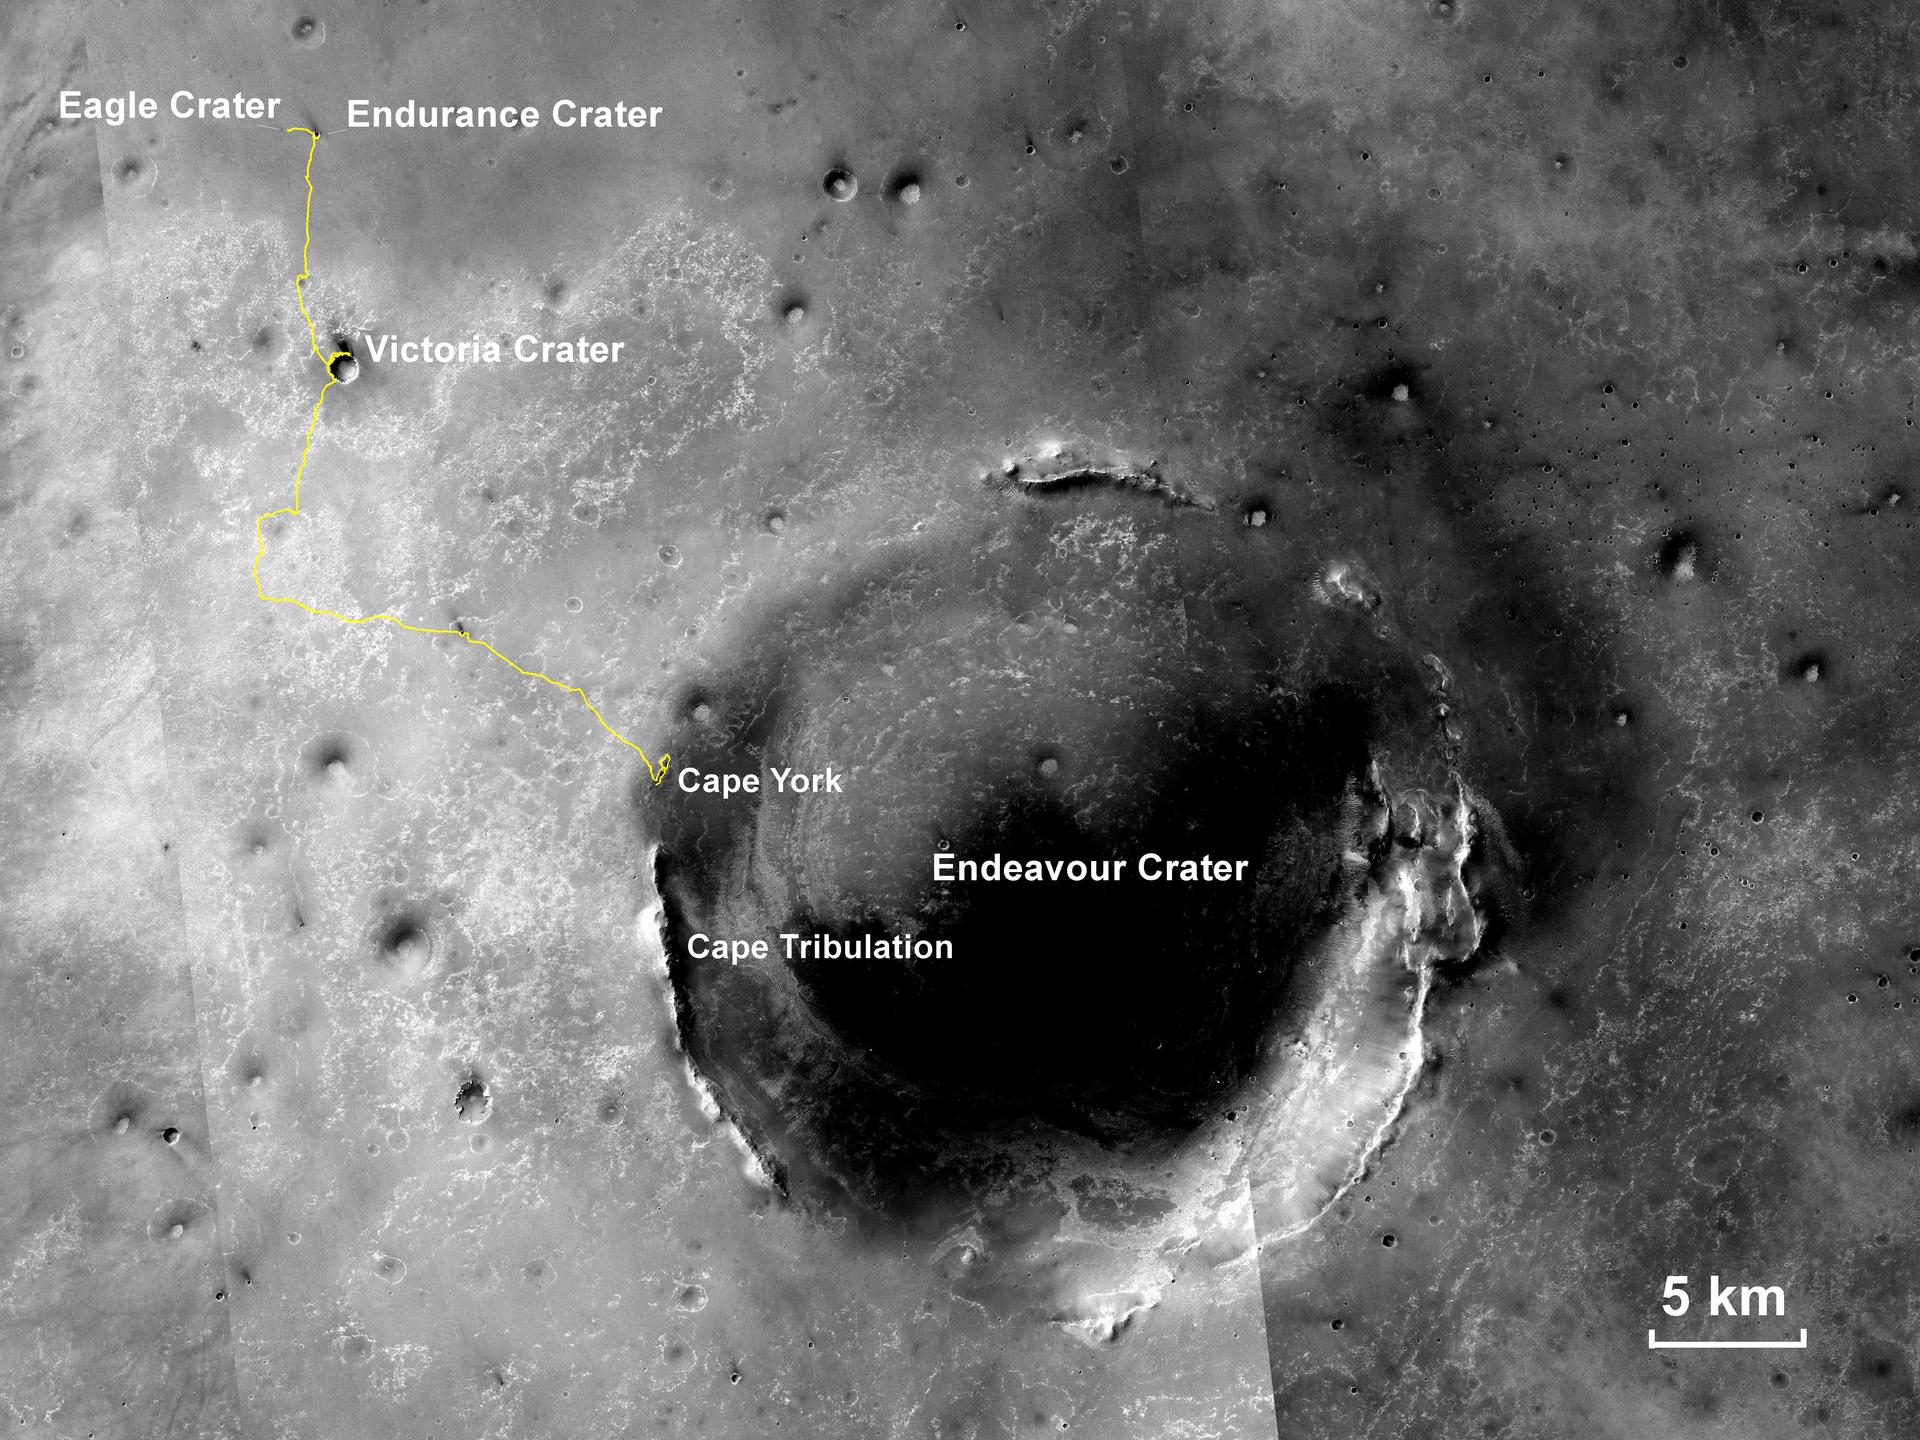 Eagle Crater
Endurance Crater
Victoria Crater
Cape York
Endeavour Crater
Cape Tribulation
5 km